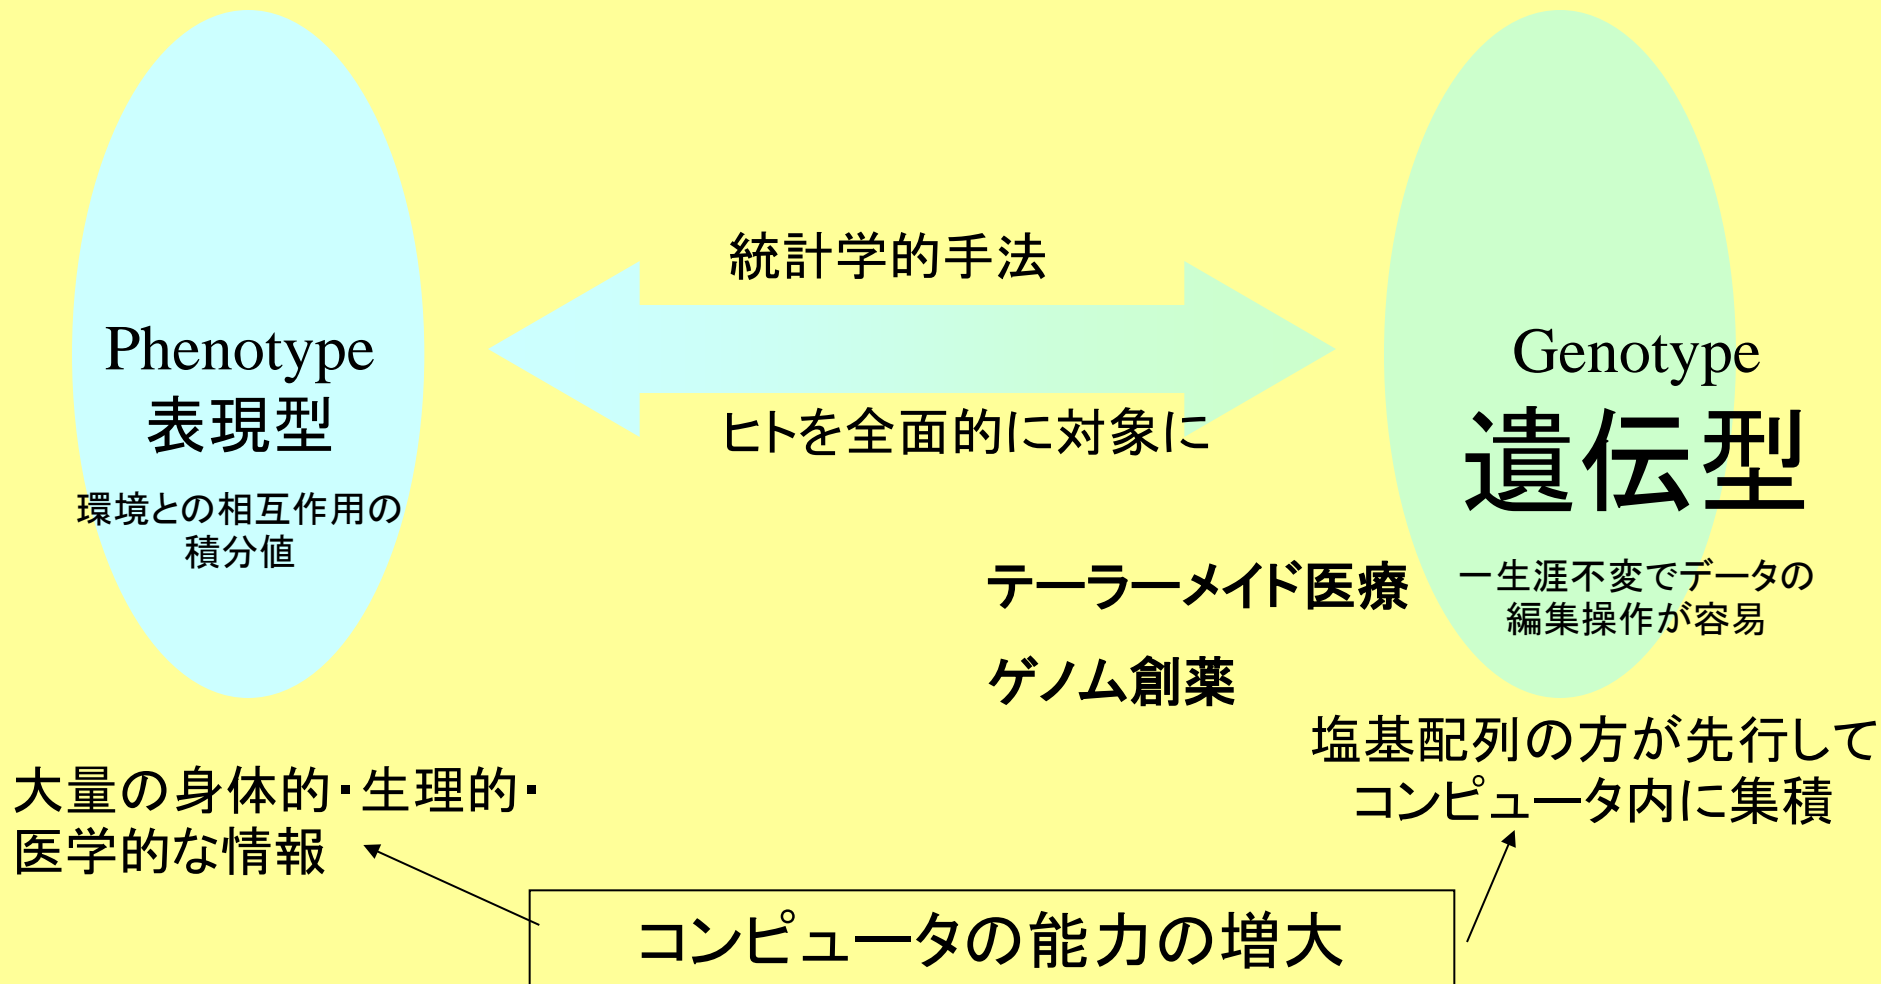 統計学的手法
Phenotype
表現型
環境との相互作用の
積分値
ヒトを全面的に対象に
Genotype
遺伝型
一生涯不変でデータの
編集操作が容易
テーラーメイド医療
ゲノム創薬
大量の身体的・生理的・
医学的な情報
塩基配列の方が先行して
コンピュータ内に集積
コンピュータの能力の増大